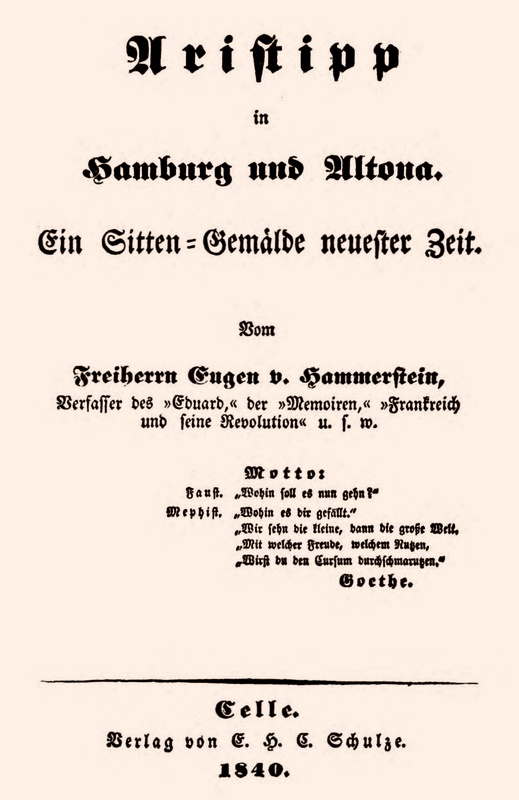 Aristipp
in
Hamburg und Altona.
Ein Sitten=Gemälde neuester Zeit.
Vom
Freiherrn Eugen v. Hammerstein,
Verfasser des »Eduard,« der »Memoiren,« »Frankreich
und seine Revolution« u. s. w.
Motto:
Faust. „Wohin soll es nun gehn?“
Mephist. „Wohin es dir gefällt.“
„Wir sehn die kleine, dann die große Welt.
„Mit welcher Freude, welchem Nutzen,
„Wirst du den Cursum durchschmarutzen.“
Goethe.
Celle.
Verlag von E. H. C. Schulze.
1840.